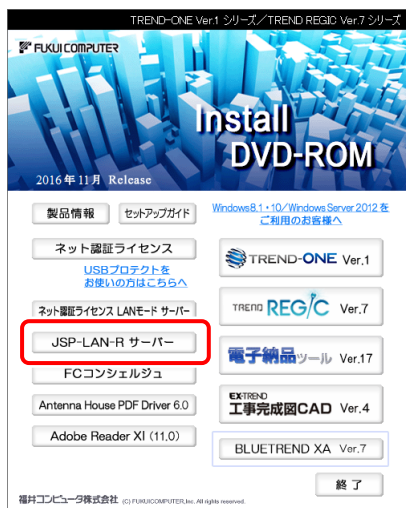 TREND-ONE Ver.1 シリーズ／TREND REGIC Ver.7 シリーズ
FUKUI COMPUTER
Install
DVD-ROM
2016年11月 Release
製品情報
セットアップガイド
Windows8.1・10／Windows Server 2012 を
ご利用のお客様へ
ネット認証ライセンス
USBプロテクトを
お使いの方はこちらへ
ネット認証ライセンス LANモード サーバー
JSP-LAN-R サーバー
FCコンシェルジュ
Antenna House PDF Driver 6.0
Adobe Reader XI (11.0)
TREND-ONE Ver.1
TREND REGIC Ver.7
電子納品ツール Ver.17
EX-TREND
工事完成図CAD Ver.4
BLUETREND XA Ver.7
終了
福井コンピュータ株式会社 (C) FUKUICOMPUTER,Inc. All rights reserved.